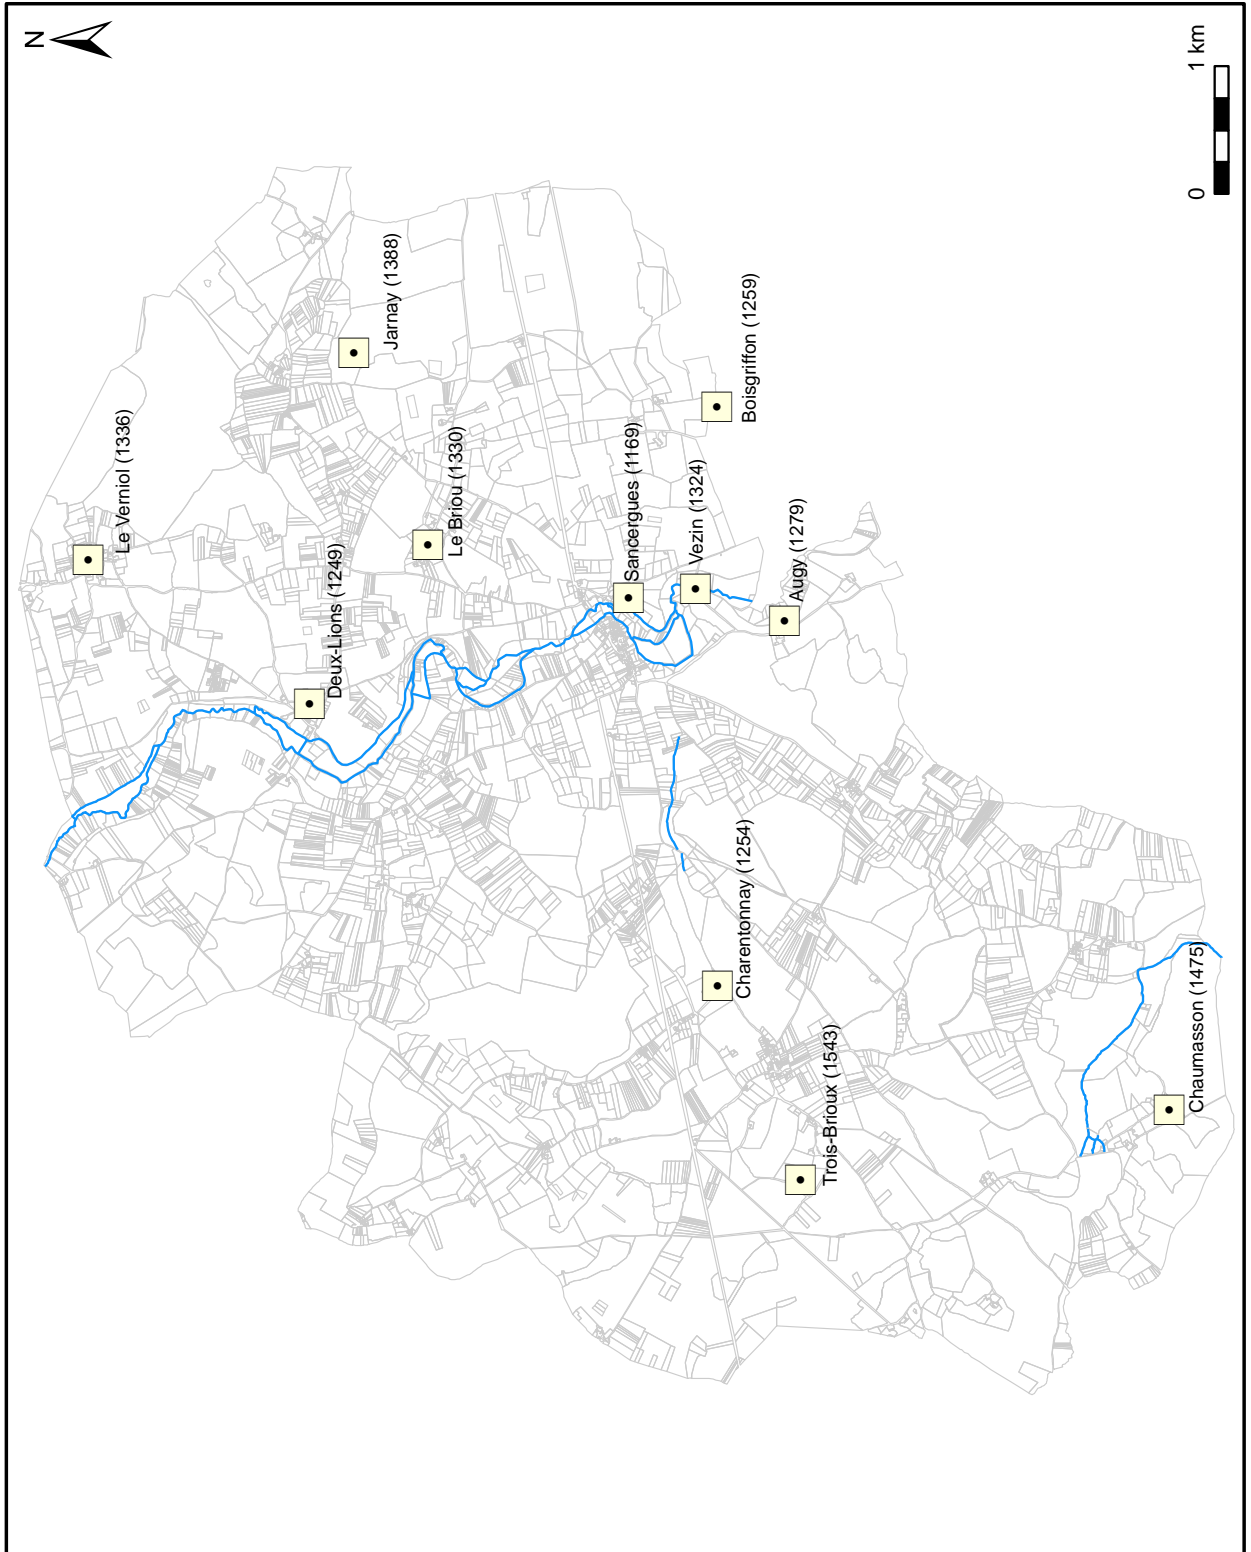 N
Le Verniol (1336)
Deux-Lions (1249)
Jarnay (1388)
Le Briou (1330)
Sancergues (1169)
Vezin (1324)
Boisgriffon (1259)
Augy (1279)
Charentonnay (1254)
Trois-Brioux (1543)
Chaumasson (1475)
0
1 km